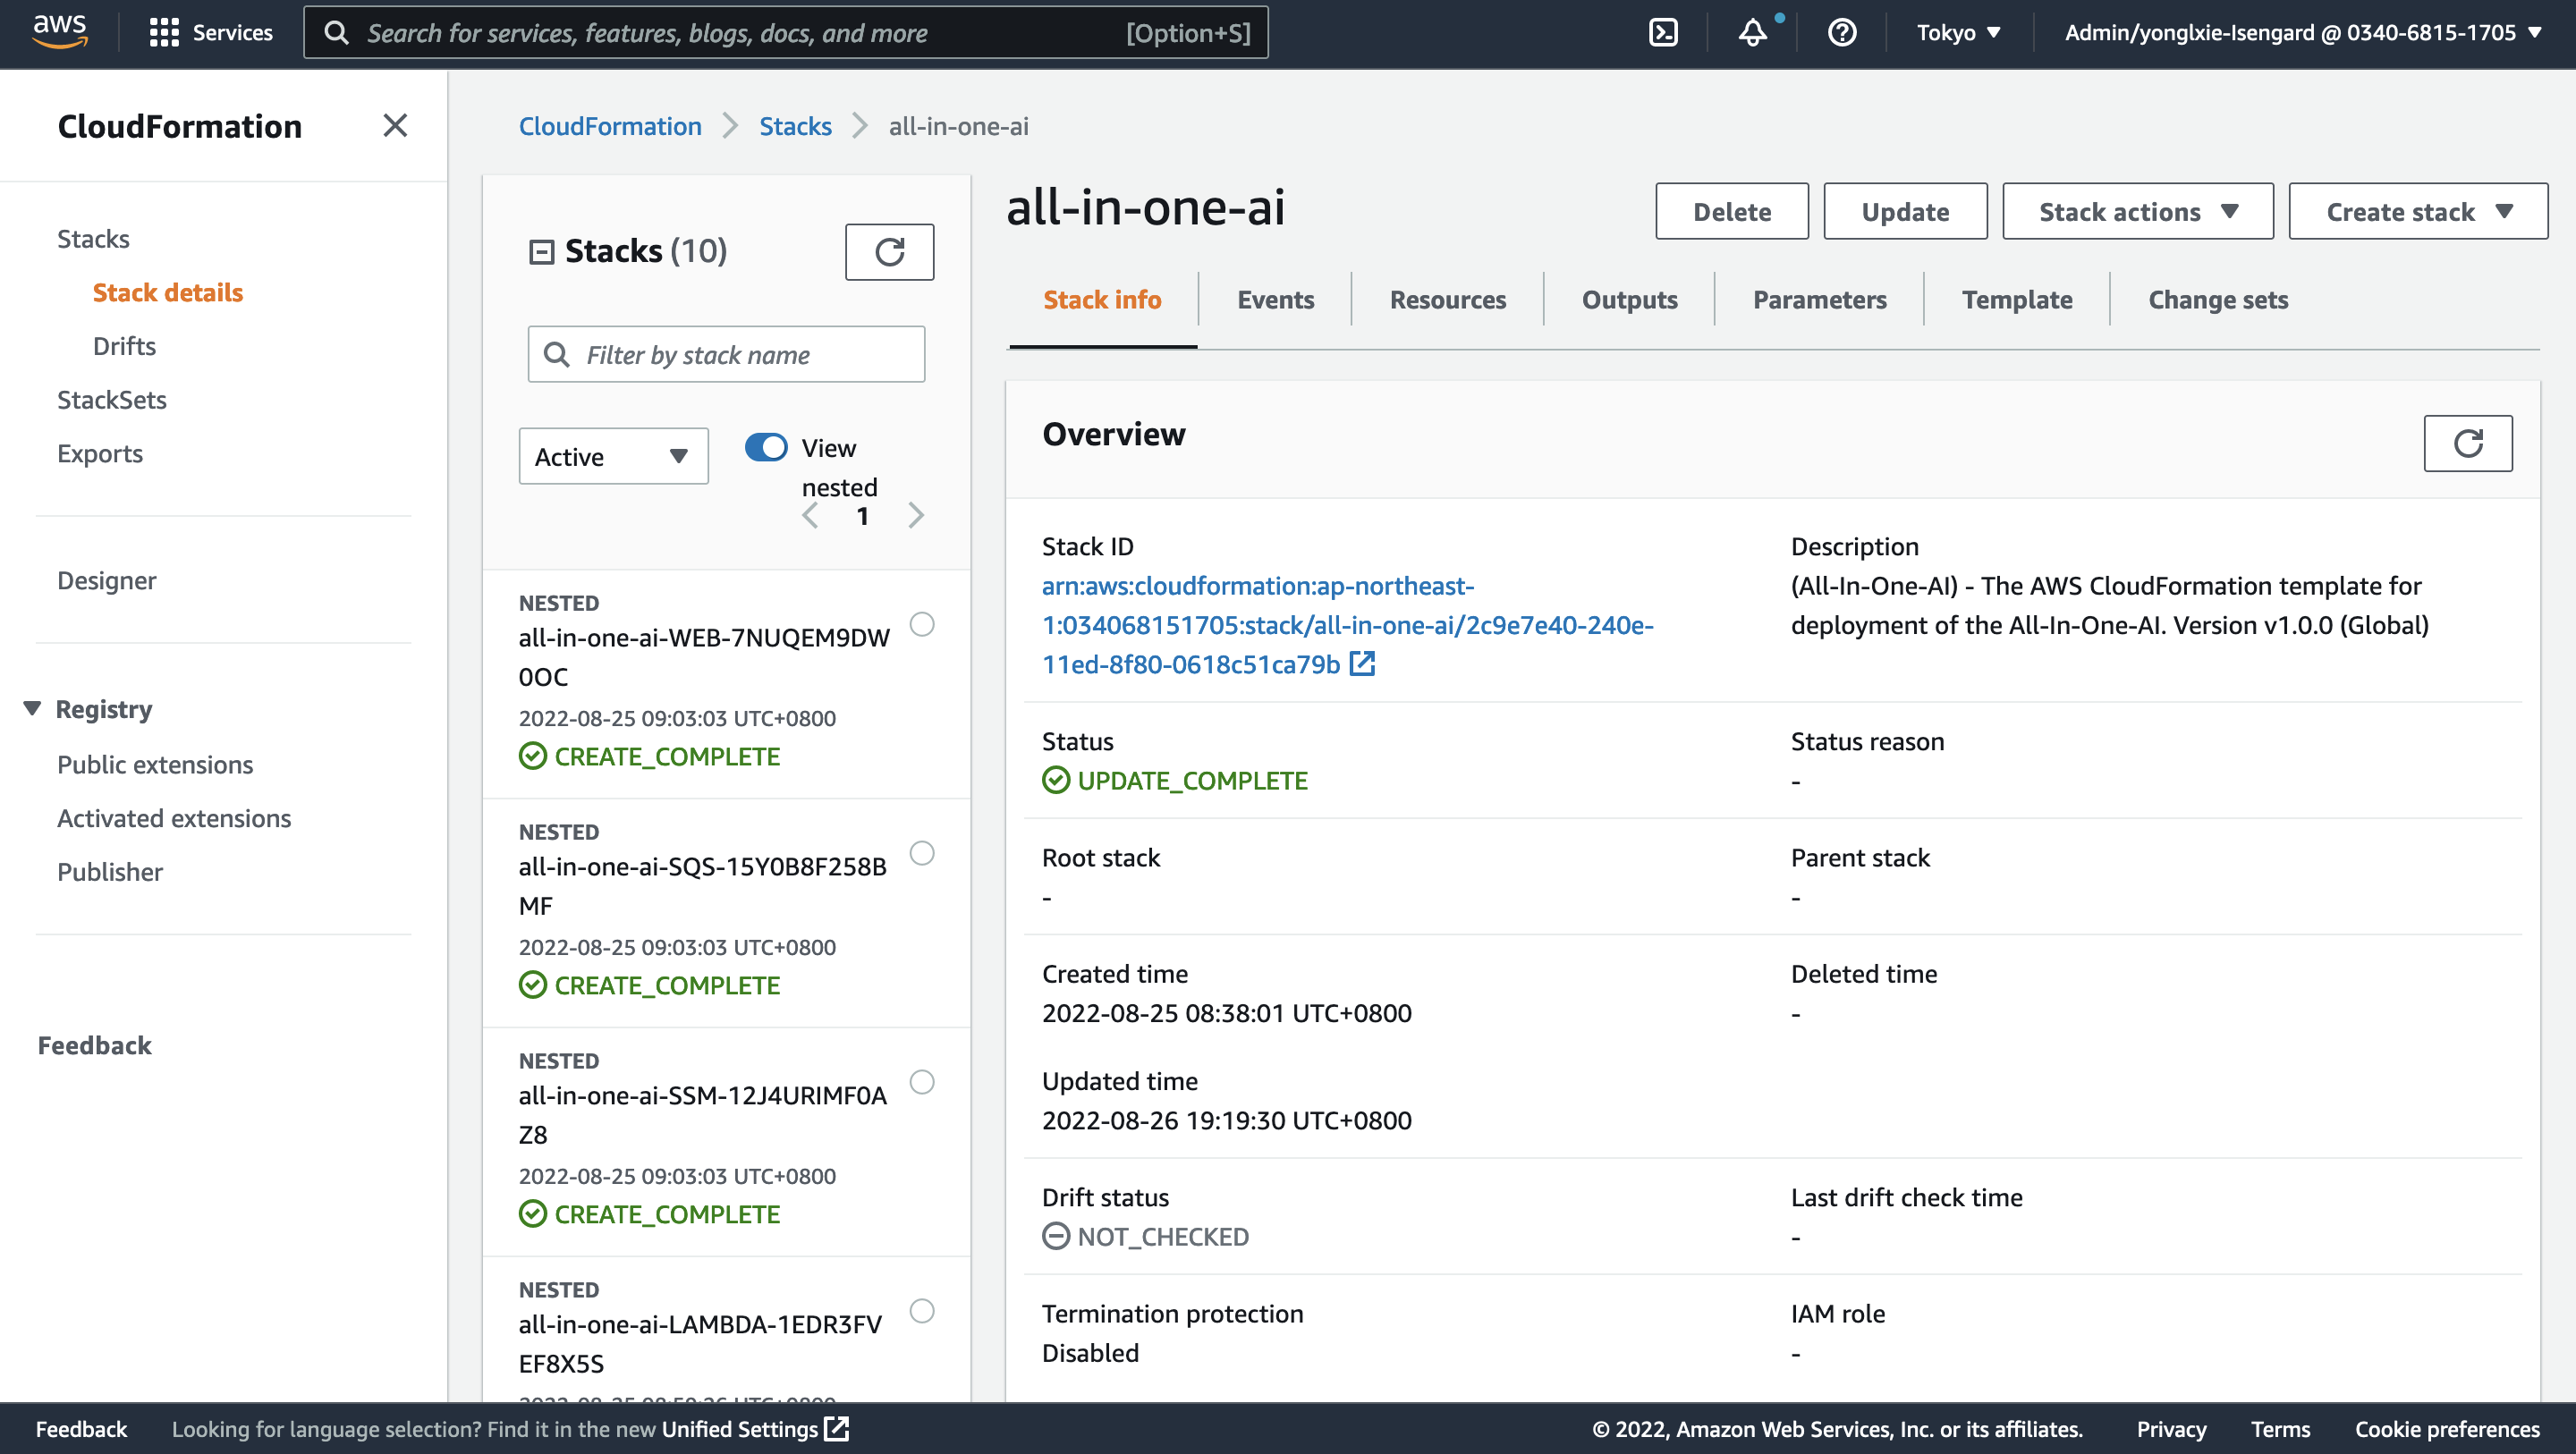 aws
Services
Search for services, features, blogs, docs, and more
[Option+S]
Tokyo
Admin/yonglxie-Isengard @ 0340-6815-1705
CloudFormation
Stacks
Stack details
Drifts
StackSets
Exports
Designer
Registry
Public extensions
Activated extensions
Publisher
Feedback
CloudFormation
Stacks
all-in-one-ai
Stacks (10)
Filter by stack name
Active
View
nested
1
NESTED
all-in-one-ai-WEB-7NUQEM9DW
0OC
2022-08-25 09:03:03 UTC+0800
CREATE_COMPLETE
NESTED
all-in-one-ai-SQS-15Y0B8F258B
MF
2022-08-25 09:03:03 UTC+0800
CREATE_COMPLETE
NESTED
all-in-one-ai-SSM-12J4URIMF0A
Z8
2022-08-25 09:03:03 UTC+0800
CREATE_COMPLETE
NESTED
all-in-one-ai-LAMBDA-1EDR3FV
EF8X5S
all-in-one-ai
Delete
Update
Stack actions
Create stack
Stack info
Events
Resources
Outputs
Parameters
Template
Change sets
Overview
Stack ID
arn:aws:cloudformation:ap-northeast-
1:034068151705:stack/all-in-one-ai/2c9e7e40-240e-
11ed-8f80-0618c51ca79b
Description
(All-In-One-AI) - The AWS CloudFormation template for
deployment of the All-In-One-AI. Version v1.0.0 (Global)
Status
UPDATE_COMPLETE
Status reason
-
Root stack
-
Parent stack
-
Created time
2022-08-25 08:38:01 UTC+0800
Deleted time
-
Updated time
2022-08-26 19:19:30 UTC+0800
Drift status
NOT_CHECKED
Last drift check time
-
Termination protection
Disabled
IAM role
-
Feedback
Looking for language selection? Find it in the new Unified Settings
© 2022, Amazon Web Services, Inc. or its affiliates.
Privacy
Terms
Cookie preferences